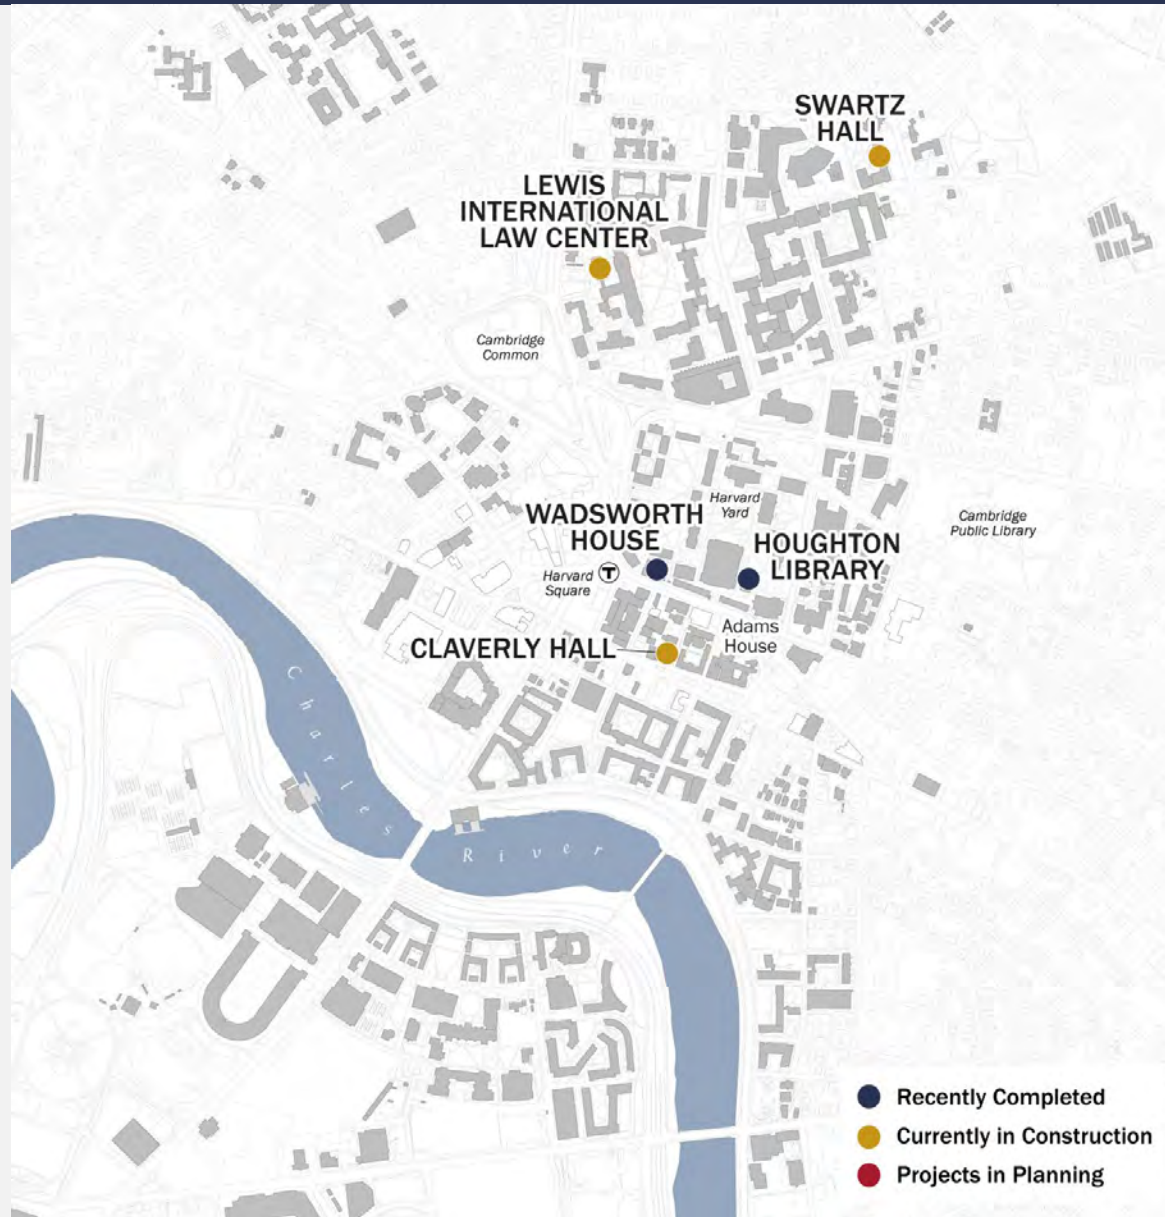 SWARTZ
HALL
LEWIS
INTERNATIONAL
LAW CENTER
Cambridge
Common
Harvard
Yard
WADSWORTH
HOUSE
HOUGHTON
LIBRARY
Cambridge
Public Library
Harvard
Square
T
Adams
House
CLAVERLY HALL
Charles
River
Recently Completed
Currently in Construction
Projects in Planning